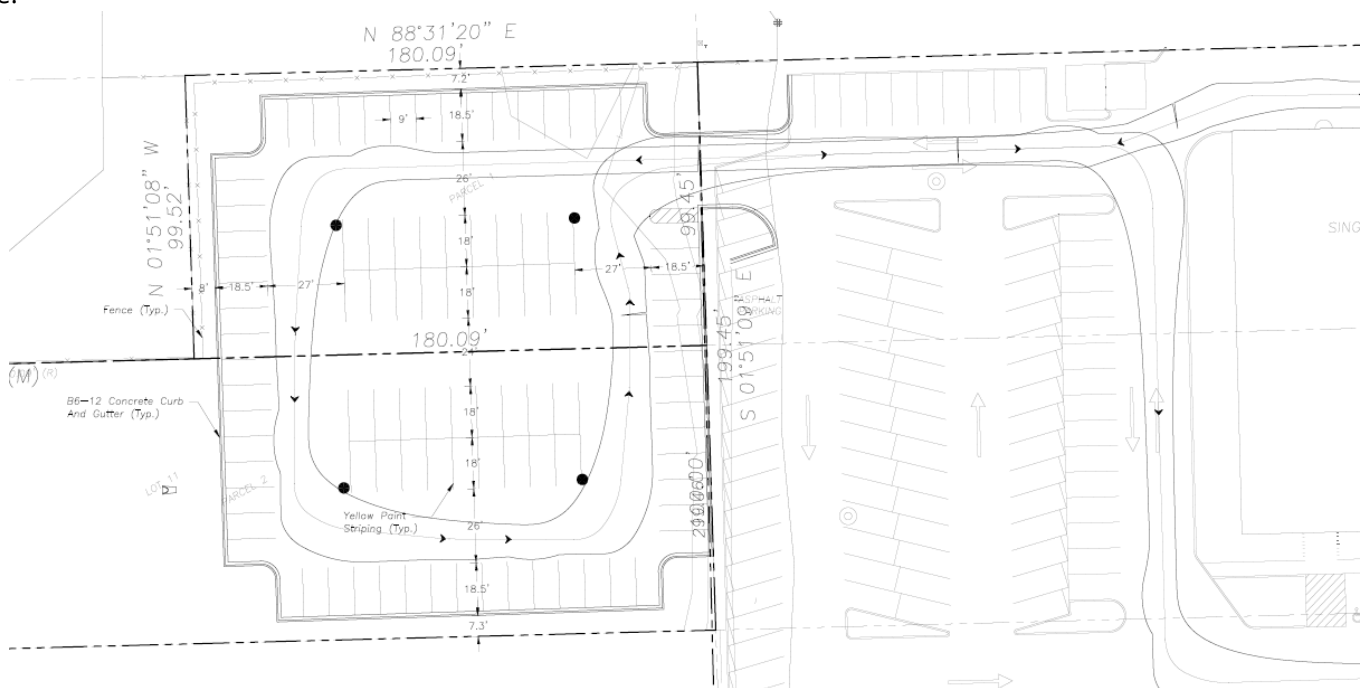 e.
N 88°31'20" E
180.09'
7.2'
9'
18.5'
N 01°51'08" W
99.52'
26'
PARCEL 1
99.45'
18'
8'
18.5'
27'
27'
18.5'
18'
Fence (Typ.)
180.09'
ASPHALT
PARKING
199.45'
S 01°51'09" E
SING
(M)
(R)
B6-12 Concrete Curb
And Gutter (Typ.)
18'
18'
LOT 11
PARCEL 2
Yellow Paint
Striping (Typ.)
26'
18.5'
7.3'